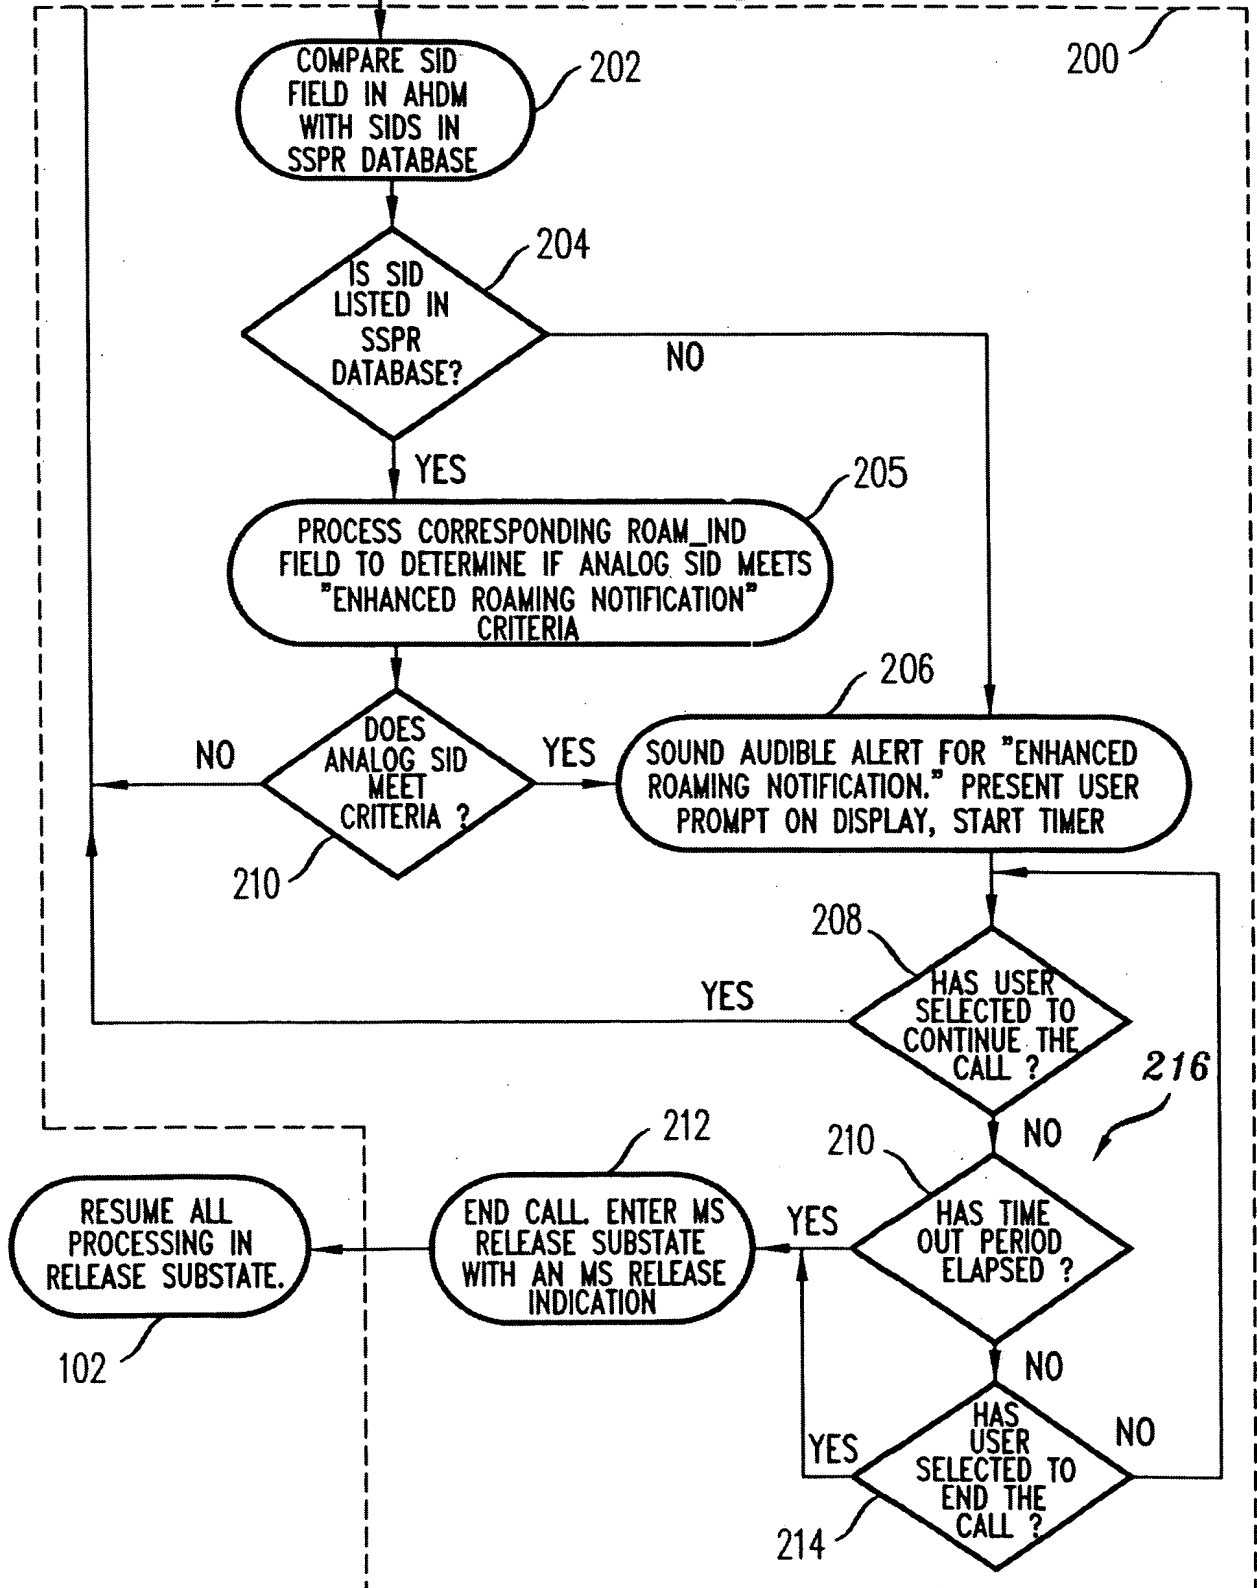 200
COMPARE SID
FIELD IN AHDM
WITH SIDS IN
SSPR DATABASE
202
IS SID
LISTED IN
SSPR
DATABASE?
204
NO
YES
205
PROCESS CORRESPONDING ROAM_IND
FIELD TO DETERMINE IF ANALOG SID MEETS
"ENHANCED ROAMING NOTIFICATION"
CRITERIA
206
DOES
ANALOG SID
MEET
CRITERIA ?
NO
YES
210
SOUND AUDIBLE ALERT FOR "ENHANCED
ROAMING NOTIFICATION." PRESENT USER
PROMPT ON DISPLAY, START TIMER
208
HAS USER
SELECTED TO
CONTINUE THE
CALL ?
YES
216
NO
210
HAS TIME
OUT PERIOD
ELAPSED ?
YES
212
END CALL. ENTER MS
RELEASE SUBSTATE
WITH AN MS RELEASE
INDICATION
RESUME ALL
PROCESSING IN
RELEASE SUBSTATE.
102
NO
HAS
USER
SELECTED TO
END THE
CALL ?
YES
NO
214